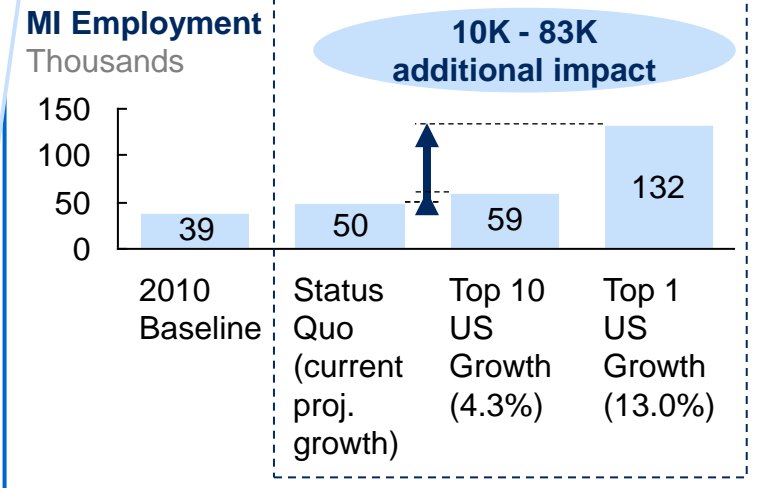 MI Employment
Thousands
10K - 83K
additional impact
150
100
50
0
39
50
59
132
2010
Baseline
Status
Quo
(current
proj.
growth)
Top 10
US
Growth
(4.3%)
Top 1
US
Growth
(13.0%)